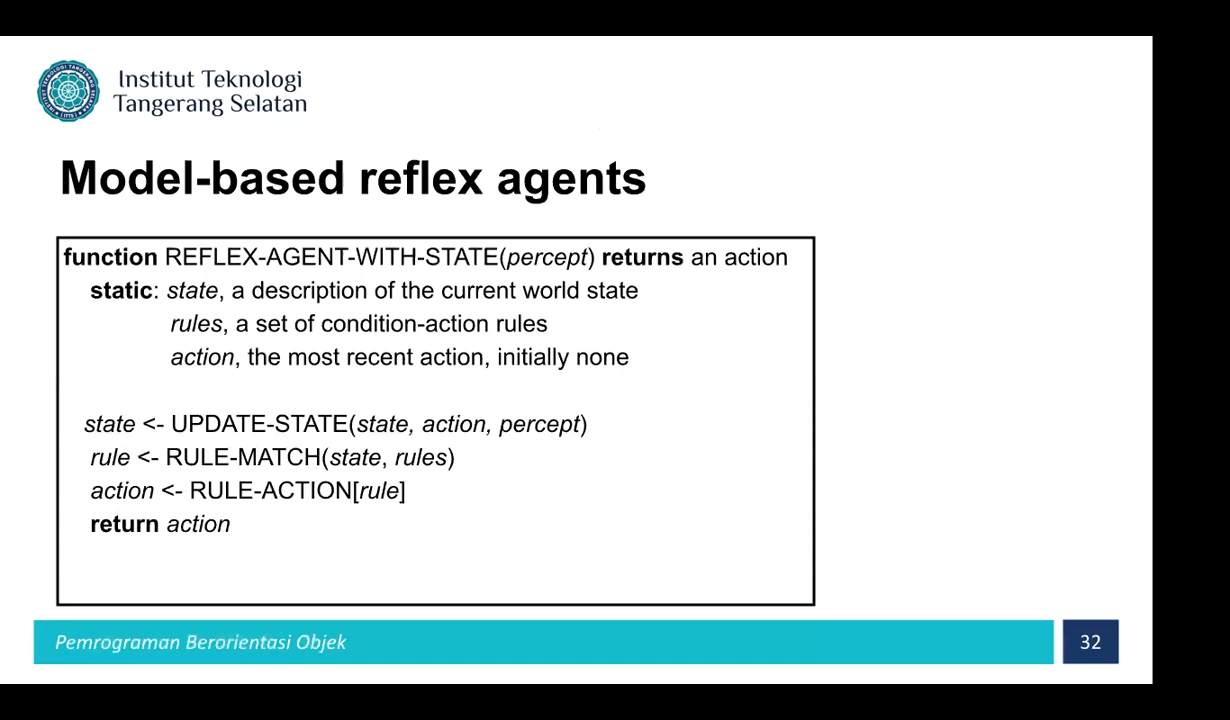 Institut Teknologi
Tangerang Selatan
Model-based reflex agents
function REFLEX-AGENT-WITH-STATE(percept) returns an action
static: state, a description of the current world state
rules, a set of condition-action rules
action, the most recent action, initially none
state <- UPDATE-STATE(state, action, percept)
rule <- RULE-MATCH(state, rules)
action <- RULE-ACTION[rule]
return action
Pemrograman Berorientasi Objek
32